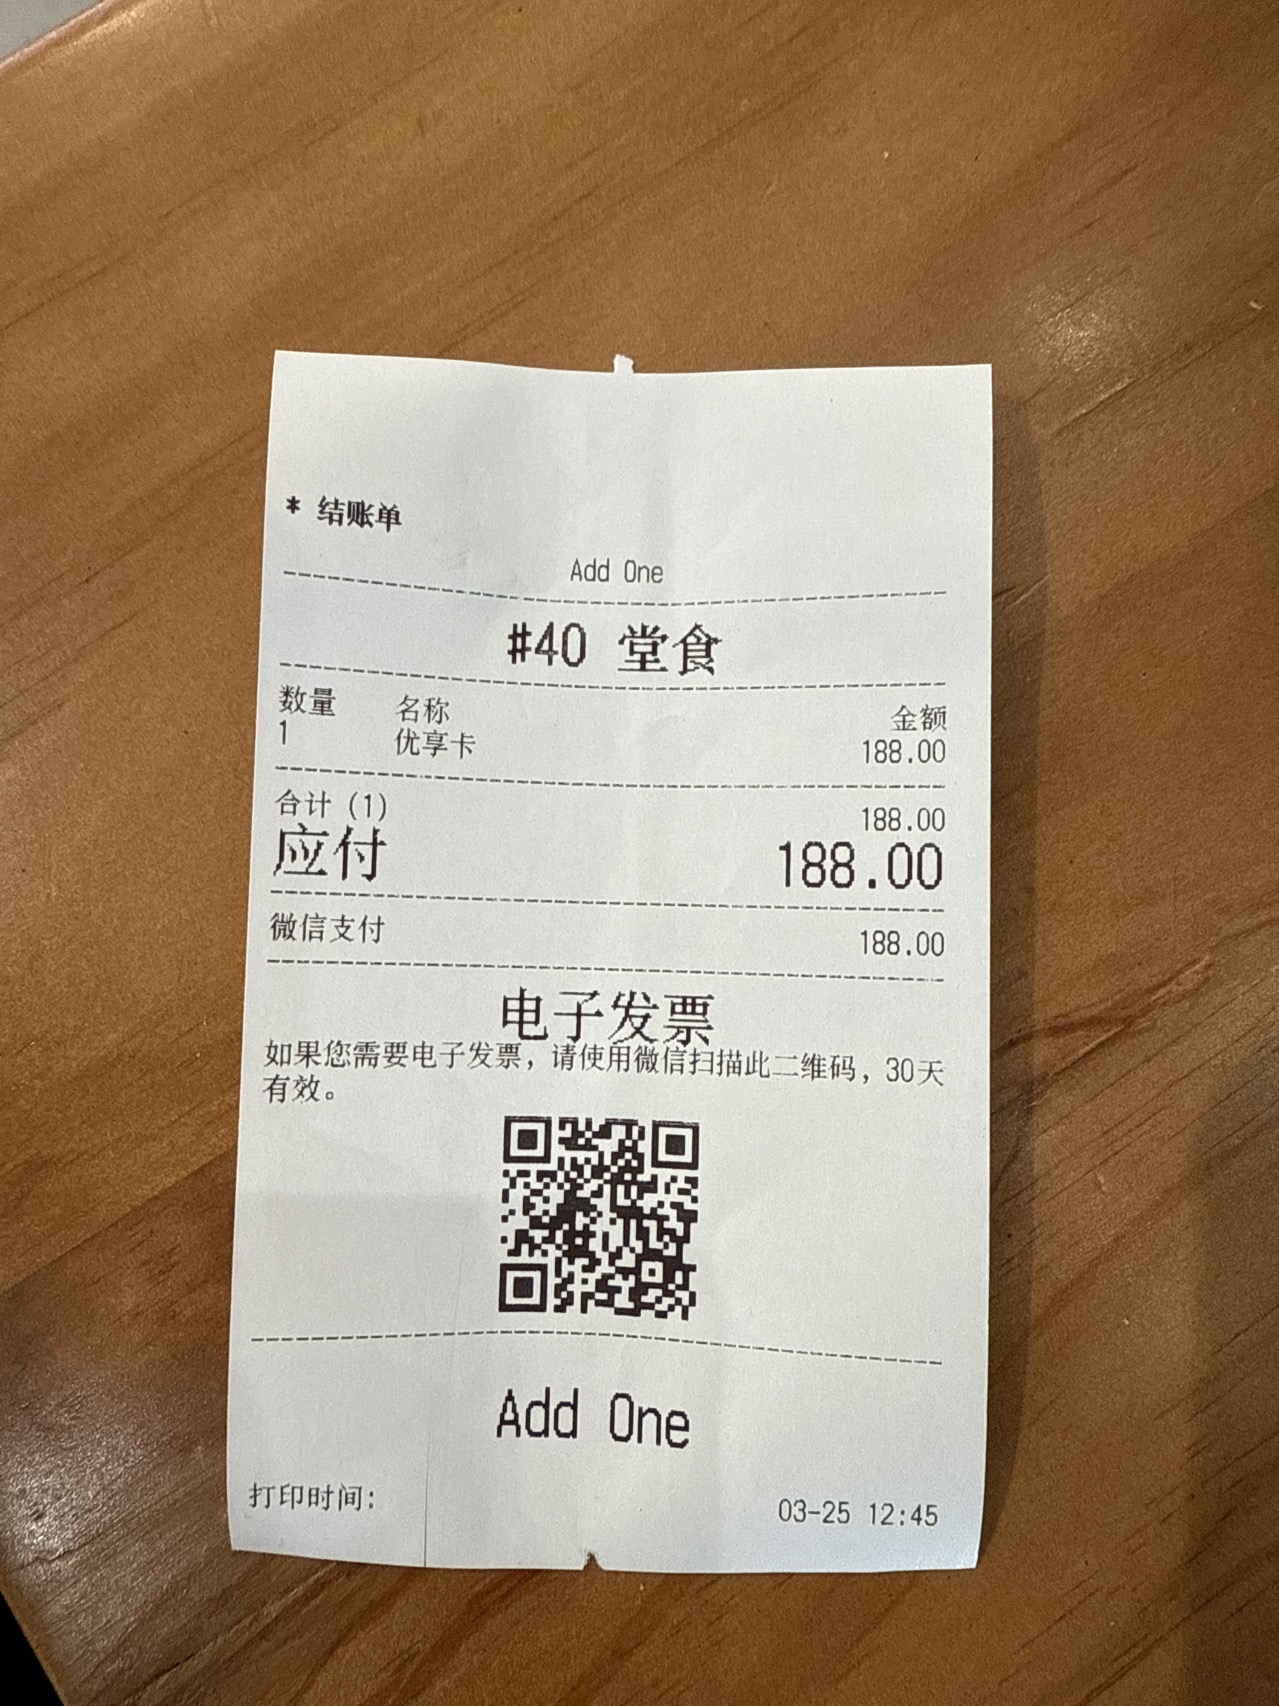 * 结账单
Add One
#40 堂食
数量 名称 金额
1 优享卡 188.00
合计 (1) 188.00
应付 188.00
微信支付 188.00
电子发票
如果您需要电子发票，请使用微信扫描此二维码，30天
有效。
Add One
打印时间: 03-25 12:45